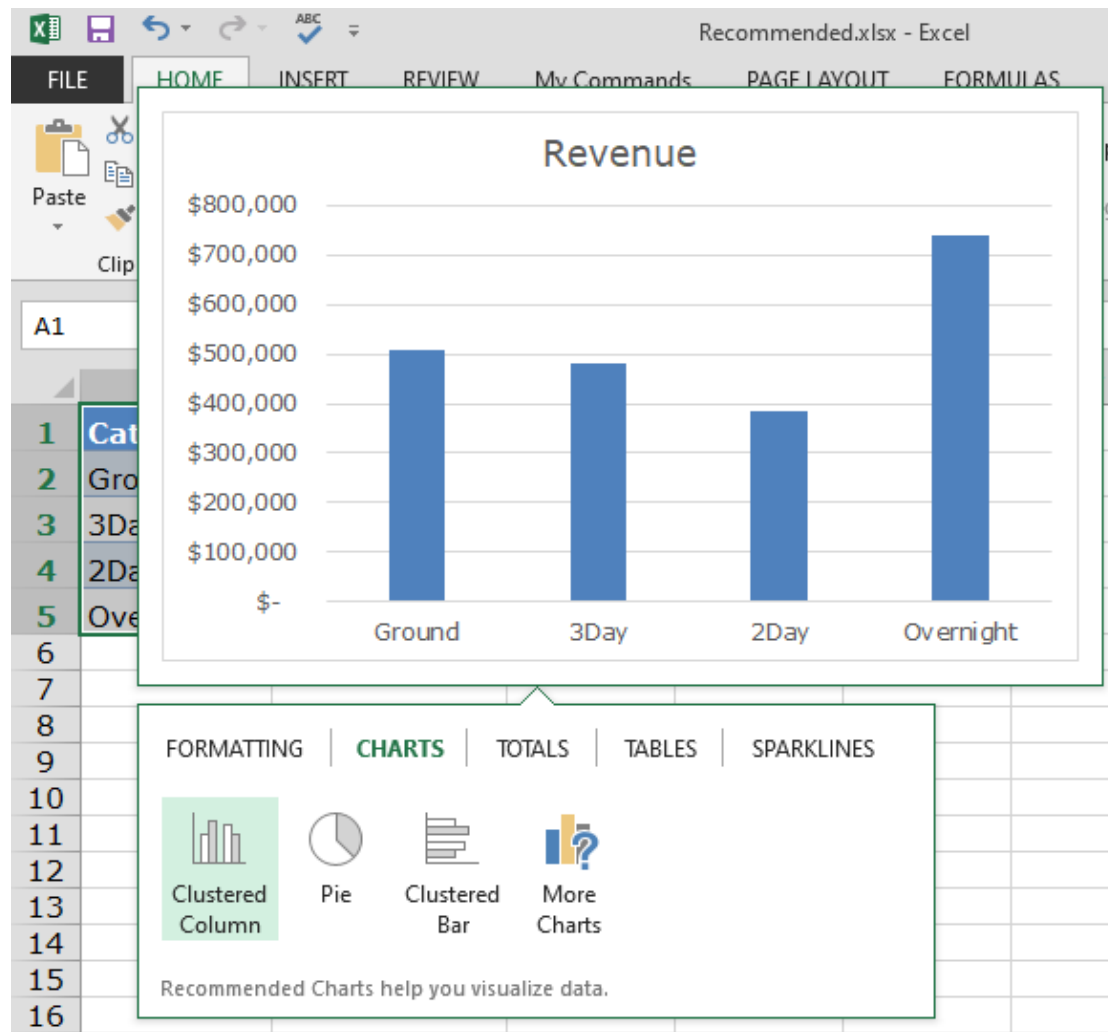 ABC
Recommended.xlsx - Excel
FILE HOME INSERT REVIEW My Commands PAGE LAYOUT FORMULAS
Paste
Clip
A1
Revenue
$800,000
$700,000
$600,000
$500,000
$400,000
$300,000
$200,000
$100,000
$-
Ground 3Day 2Day Overnight
1 Cat
2 Gro
3 3Da
4 2Da
5 Ove
6
7
8
9
10
11
12
13
14
15
16
FORMATTING CHARTS TOTALS TABLES SPARKLINES
Clustered Column
Pie
Clustered Bar
More Charts
Recommended Charts help you visualize data.